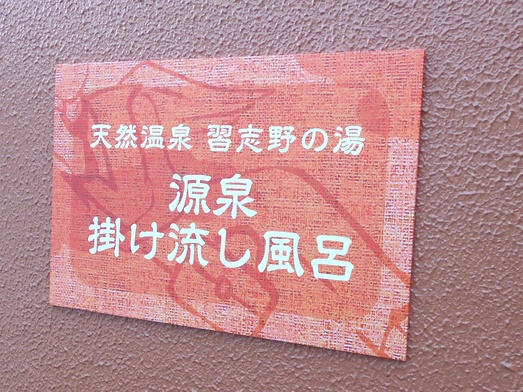 天然温泉 習志野の湯
源泉
掛け流し風呂